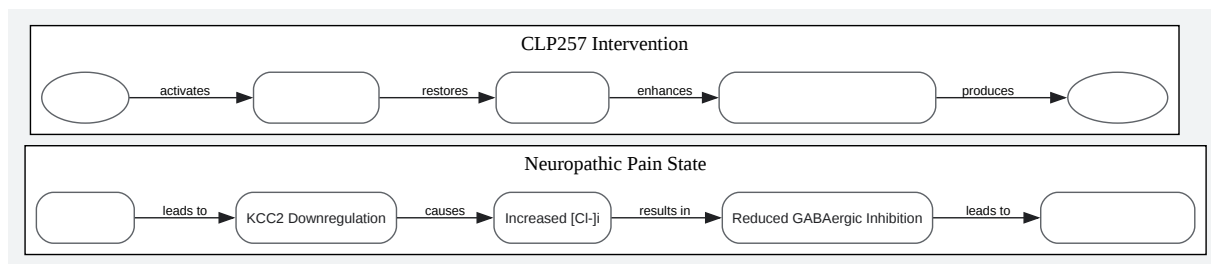 CLP257 Intervention
activates
restores
enhances
produces
Neuropathic Pain State
leads to
KCC2 Downregulation
causes
Increased [Cl-]i
results in
Reduced GABAergic Inhibition
leads to